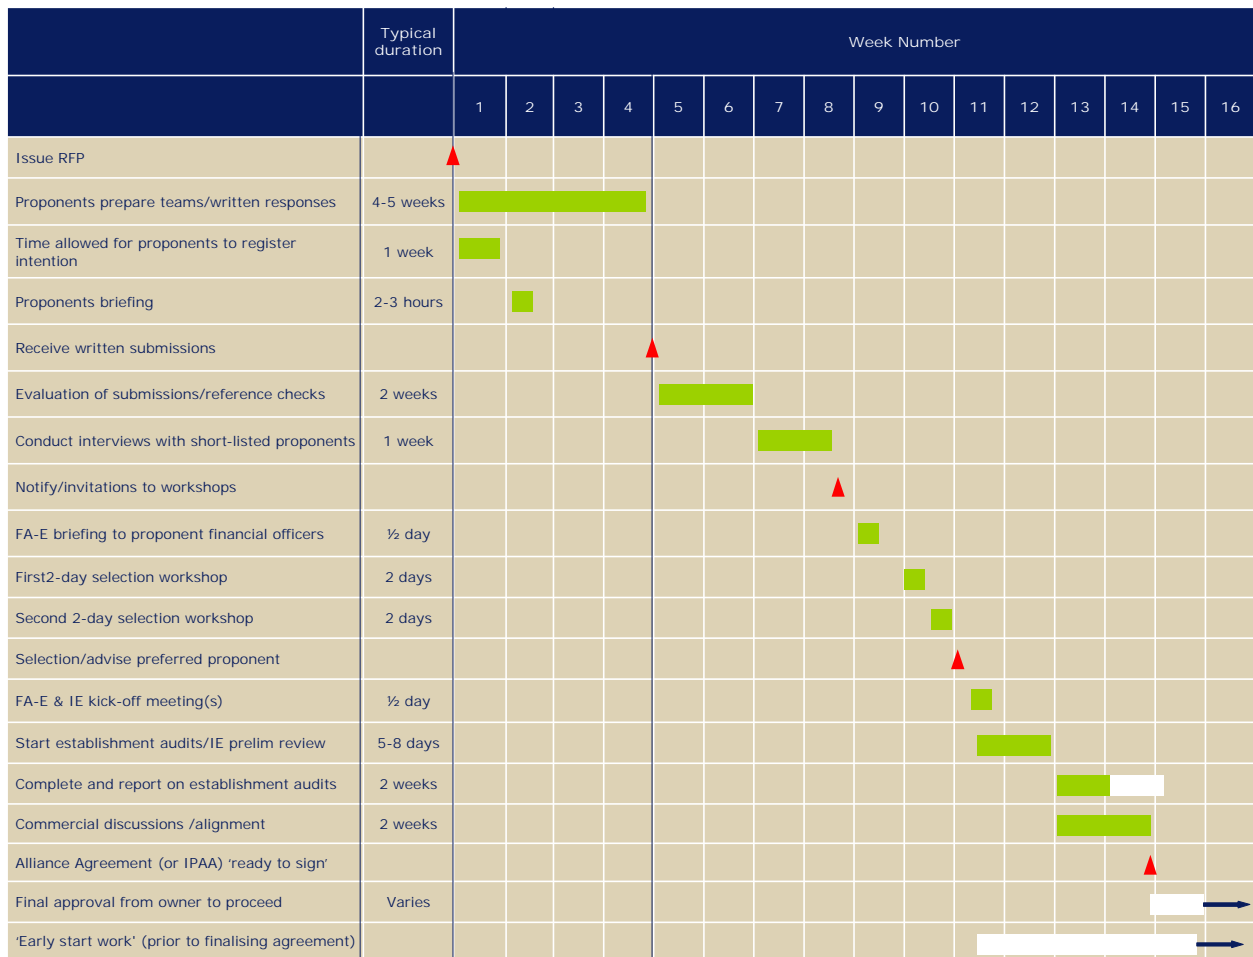 Typical
duration
Week Number
1 2 3 4 5 6 7 8 9 10 11 12 13 14 15 16
Issue RFP
Proponents prepare teams/written responses 4-5 weeks
Time allowed for proponents to register
intention
1 week
Proponents briefing 2-3 hours
Receive written submissions
Evaluation of submissions/reference checks 2 weeks
Conduct interviews with short-listed proponents 1 week
Notify/invitations to workshops
FA-E briefing to proponent financial officers ½ day
First2-day selection workshop 2 days
Second 2-day selection workshop 2 days
Selection/advise preferred proponent
FA-E & IE kick-off meeting(s) ½ day
Start establishment audits/IE prelim review 5-8 days
Complete and report on establishment audits 2 weeks
Commercial discussions /alignment 2 weeks
Alliance Agreement (or IPAA) ‘ready to sign’
Final approval from owner to proceed Varies
‘Early start work’ (prior to finalising agreement)